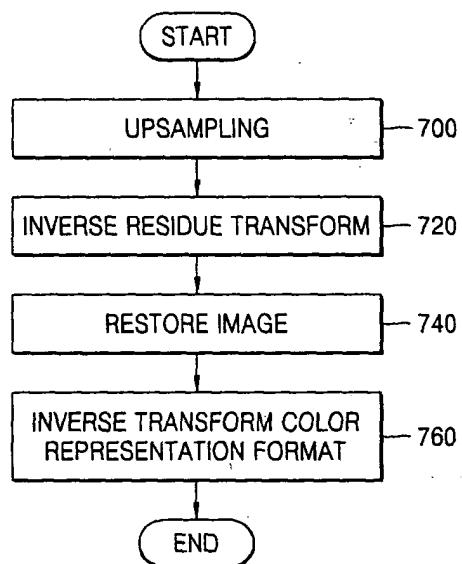 START
UPSAMPLING
700
INVERSE RESIDUE TRANSFORM
720
RESTORE IMAGE
740
INVERSE TRANSFORM COLOR
REPRESENTATION FORMAT
760
END